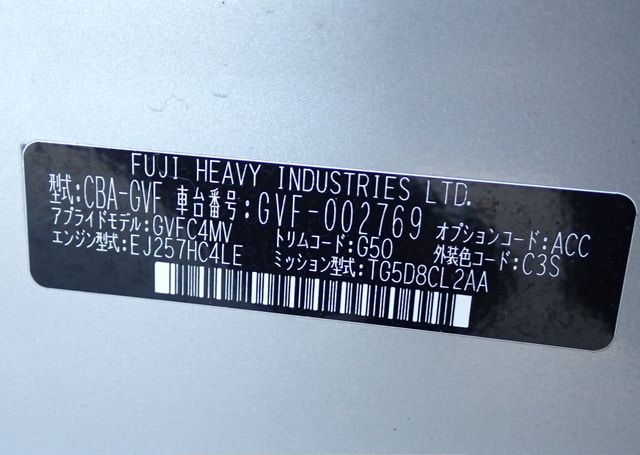 FUJI HEAVY INDUSTRIES LTD.
型式:CBA-GVF 車台番号:GVF-002769
アプライドモデル:GVFC4MV オプションコード:ACC
エンジン型式:EJ257HC4LE トリムコード:G50 外装色コード:C3S
ミッション型式:TG5D8CL2AA